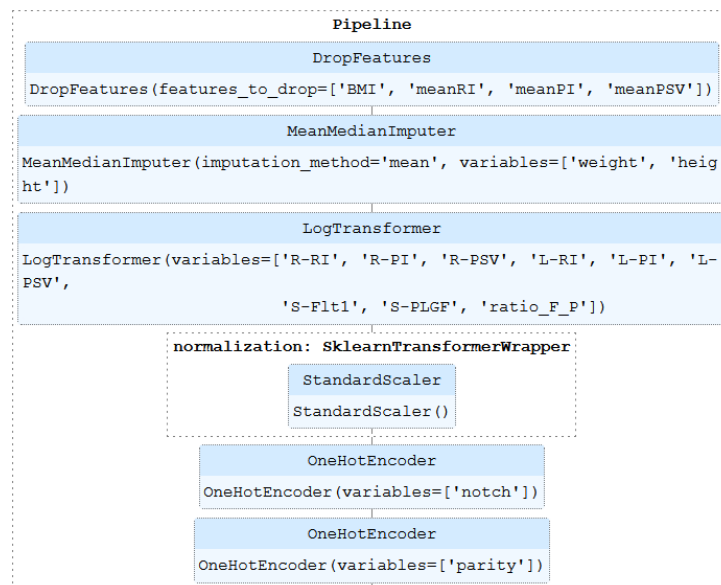 Pipeline
DropFeatures
DropFeatures(features_to_drop=['BMI', 'meanRI', 'meanPI', 'meanPSV'])
MeanMedianImputer
MeanMedianImputer(imputation_method='mean', variables=['weight', 'heig
ht'])
LogTransformer
LogTransformer(variables=['R-RI', 'R-PI', 'R-PSV', 'L-RI', 'L-PI', 'L-
PSV',
'S-Flt1', 'S-PLGF', 'ratio_F_P'])
normalization: SklearnTransformerWrapper
StandardScaler
StandardScaler()
OneHotEncoder
OneHotEncoder(variables=['notch'])
OneHotEncoder
OneHotEncoder(variables=['parity'])